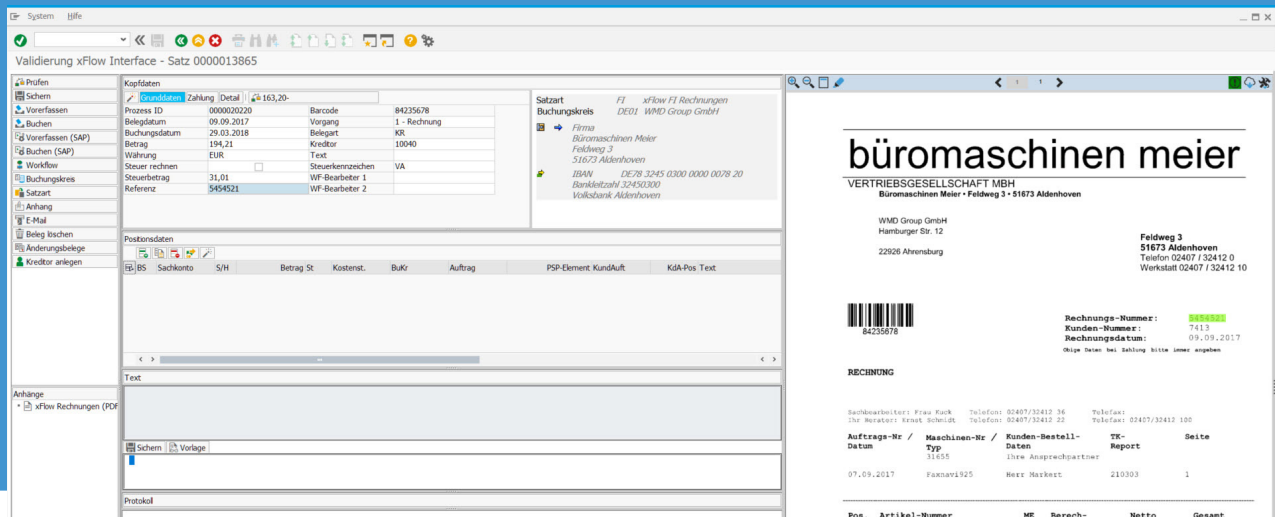 System Hilfe
Validierung xFlow Interface - Satz 0000013865
Prüfen
Sichern
Vorerfassen
Buchen
Vorerfassen (SAP)
Buchen (SAP)
Workflow
Buchungskreis
Satzart
Anhang
E-Mail
Beleg löschen
Änderungsbelege
Kreditor anlegen
Anhänge
xFlow Rechnungen (PDF
Kopfdaten
Grunddaten Zahlung Detail 163,20-
Prozess ID 0000020220 Barcode 84235678
Belegdatum 09.09.2017 Vorgang 1 - Rechnung
Buchungsdatum 29.03.2018 Belegart KR
Betrag 194,21 Kreditor 10040
Währung EUR Text
Steuer rechnen Steuerkennzeichen VA
Steuerbetrag 31,01 WF-Bearbeiter 1
Referenz 5454521 WF-Bearbeiter 2
Satzart FI xFlow FI Rechnungen
Buchungskreis DE01 WMD Group GmbH
Firma
Büromaschinen Meier
Feldweg 3
51673 Aldenhoven
IBAN DE78 3245 0300 0000 0078 20
Bankleitzahl 32450300
Volksbank Aldenhoven
Positionsdaten
BS Sachkonto S/H Betrag St Kostenst. BuKr Auftrag PSP-Element KundAuft KdA-Pos Text
Text
Sichern Vorlage
Protokoll
1 1
büromaschinen meier
VERTRIEBSGESELLSCHAFT MBH
Büromaschinen Meier • Feldweg 3 • 51673 Aldenhoven
WMD Group GmbH
Hamburger Str. 12
22926 Ahrensburg
Feldweg 3
51673 Aldenhoven
Telefon 02407 / 32412 0
Werkstatt 02407 / 32412 10
84235678
Rechnungs-Nummer: 5454521
Kunden-Nummer: 7413
Rechnungsdatum: 09.09.2017
Obige Daten bei Zahlung bitte immer angeben
RECHNUNG
Sachbearbeiter: Frau Kuck Telefon: 02407/32412 36 Telefax:
Ihr Berater: Ernst Schmidt Telefon: 02407/32412 22 Telefax: 02407/32412 100
Auftrags-Nr / Maschinen-Nr / Kunden-Bestell- TK- Seite
Datum Typ Daten Report
31655 Ihre Ansprechpartner
07.09.2017 Faxnavi925 Herr Markert 210303 1
Pos Artikel-Nummer ME Berech- Netto Gesamt